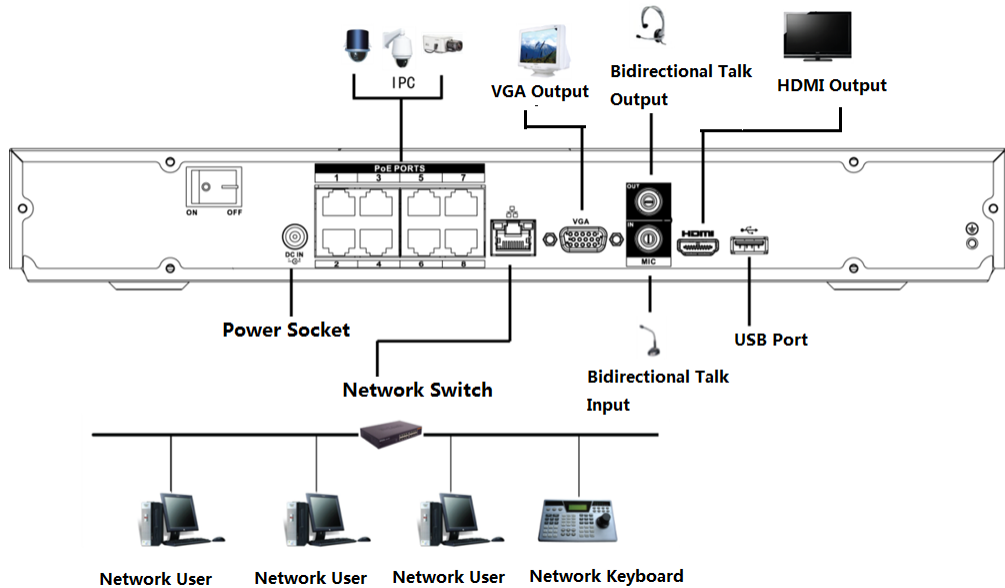 IPC
VGA Output
Bidirectional Talk
Output
HDMI Output
PoE PORTS
1 3 5 7
ON OFF
DC IN
2 4 6 8
VGA
OUT
IN
MIC
HDMI
Power Socket
Network Switch
Bidirectional Talk
Input
USB Port
Network User
Network User
Network User
Network Keyboard